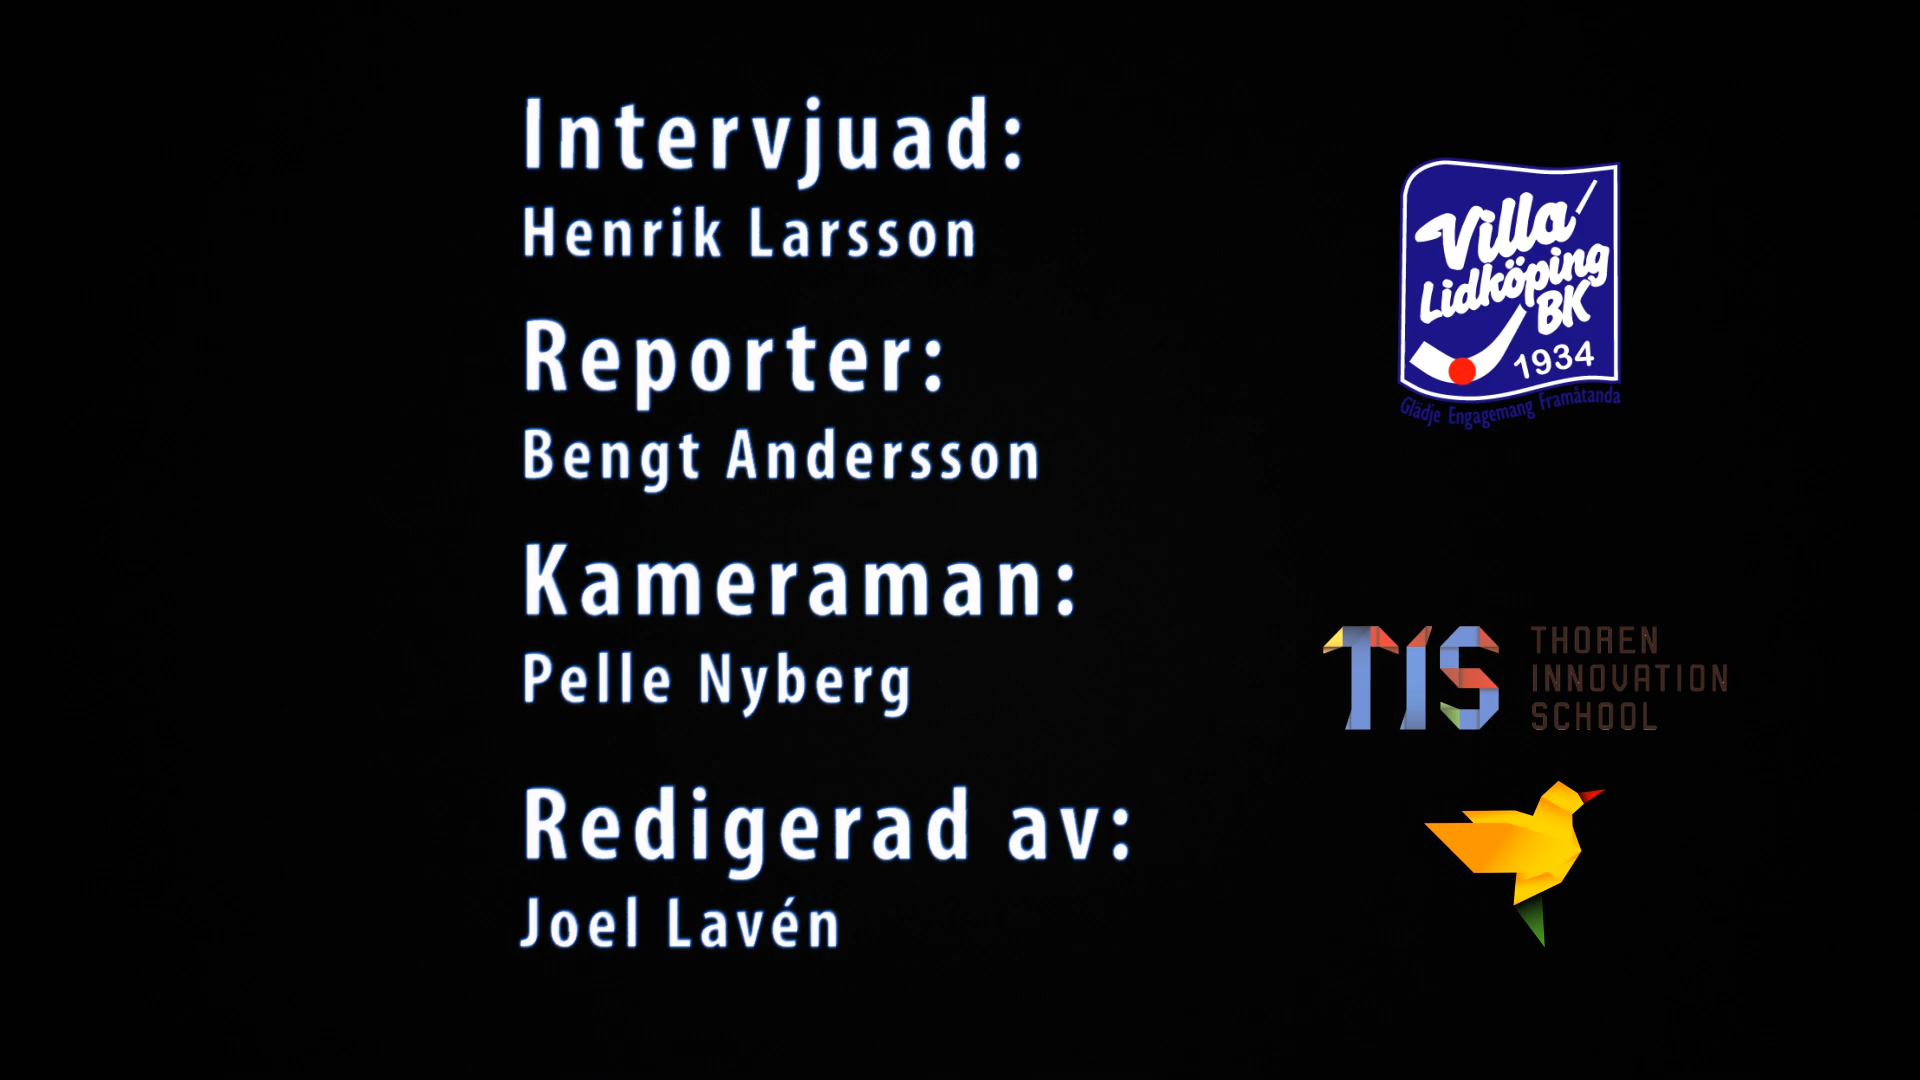 Intervjuad:
Henrik Larsson
Reporter:
Bengt Andersson
Kameraman:
Pelle Nyberg
Redigerad av:
Joel Lavén
Villa
Lidköping
BK
1934
Glädje Engagemang Framåtanda
TIS
THOREN
INNOVATION
SCHOOL